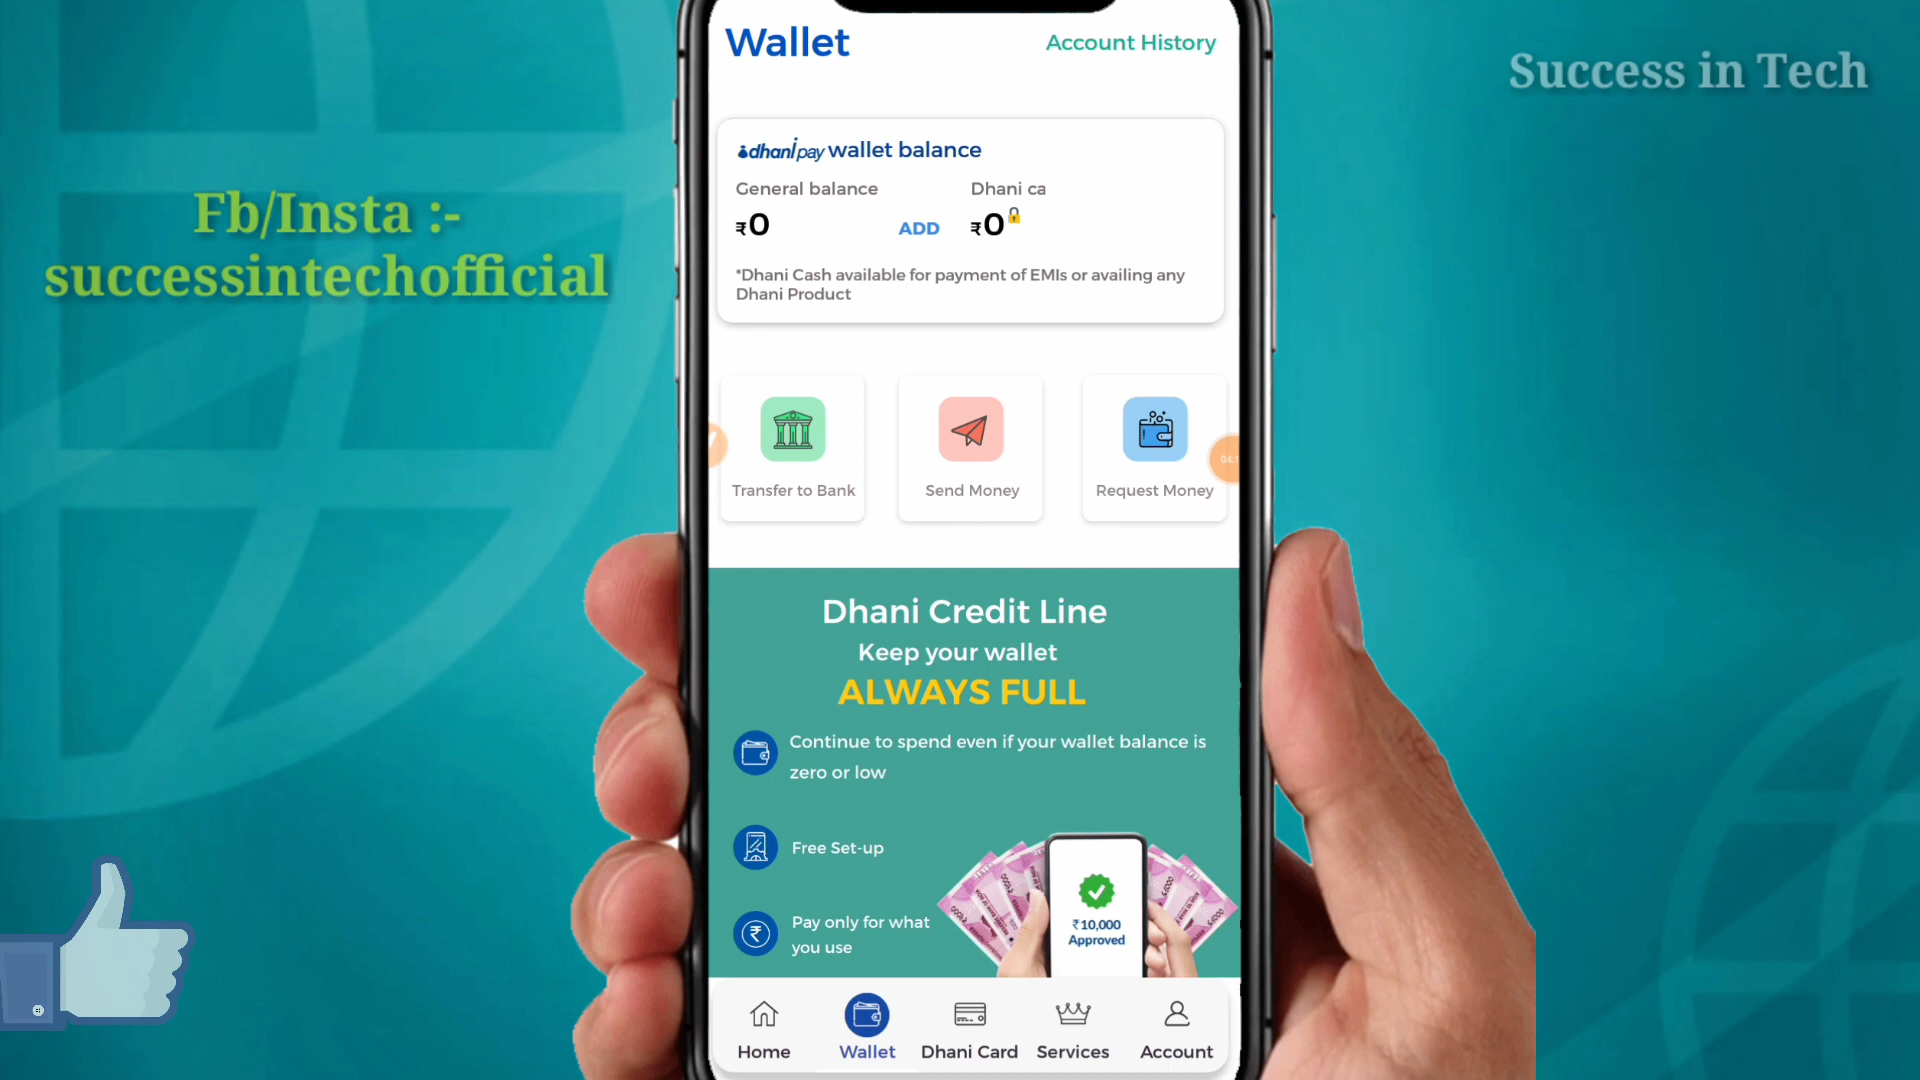 Wallet
Account History
Success in Tech
Fb/Insta :-
successintechofficial
dhani pay wallet balance
General balance
Dhani ca
₹0
ADD
₹0
*Dhani Cash available for payment of EMIs or availing any
Dhani Product
Transfer to Bank
Send Money
Request Money
Dhani Credit Line
Keep your wallet
ALWAYS FULL
Continue to spend even if your wallet balance is
zero or low
Free Set-up
Pay only for what
you use
₹10,000
Approved
Home
Wallet
Dhani Card
Services
Account